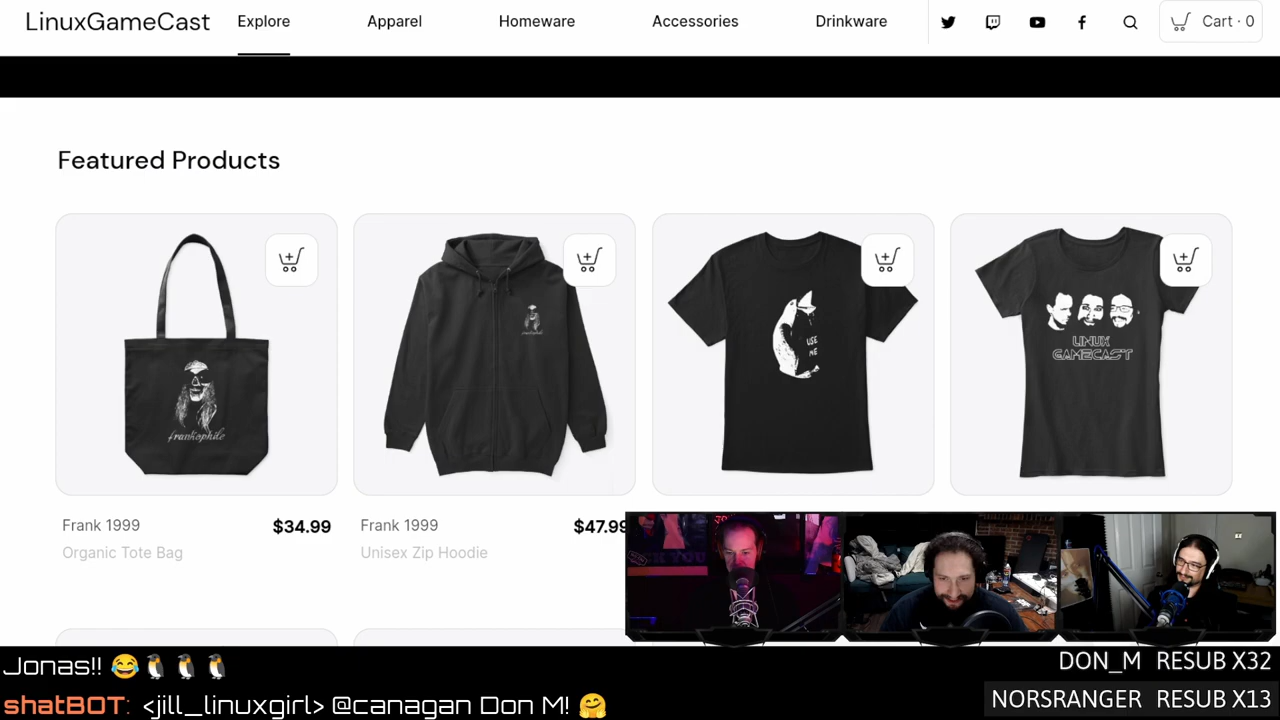 LinuxGameCast
Explore
Apparel
Homeware
Accessories
Drinkware
Cart · 0
Featured Products
frankophile
USE
ME
LINUX
GAMECAST
Frank 1999
$34.99
Frank 1999
$47.99
Organic Tote Bag
Unisex Zip Hoodie
Jonas!! 😂🐧🐧🐧
DON_M RESUB X32
shatBOT: <jill_linuxgirl> @canagan Don M! 🤗
NORSRANGER RESUB X13